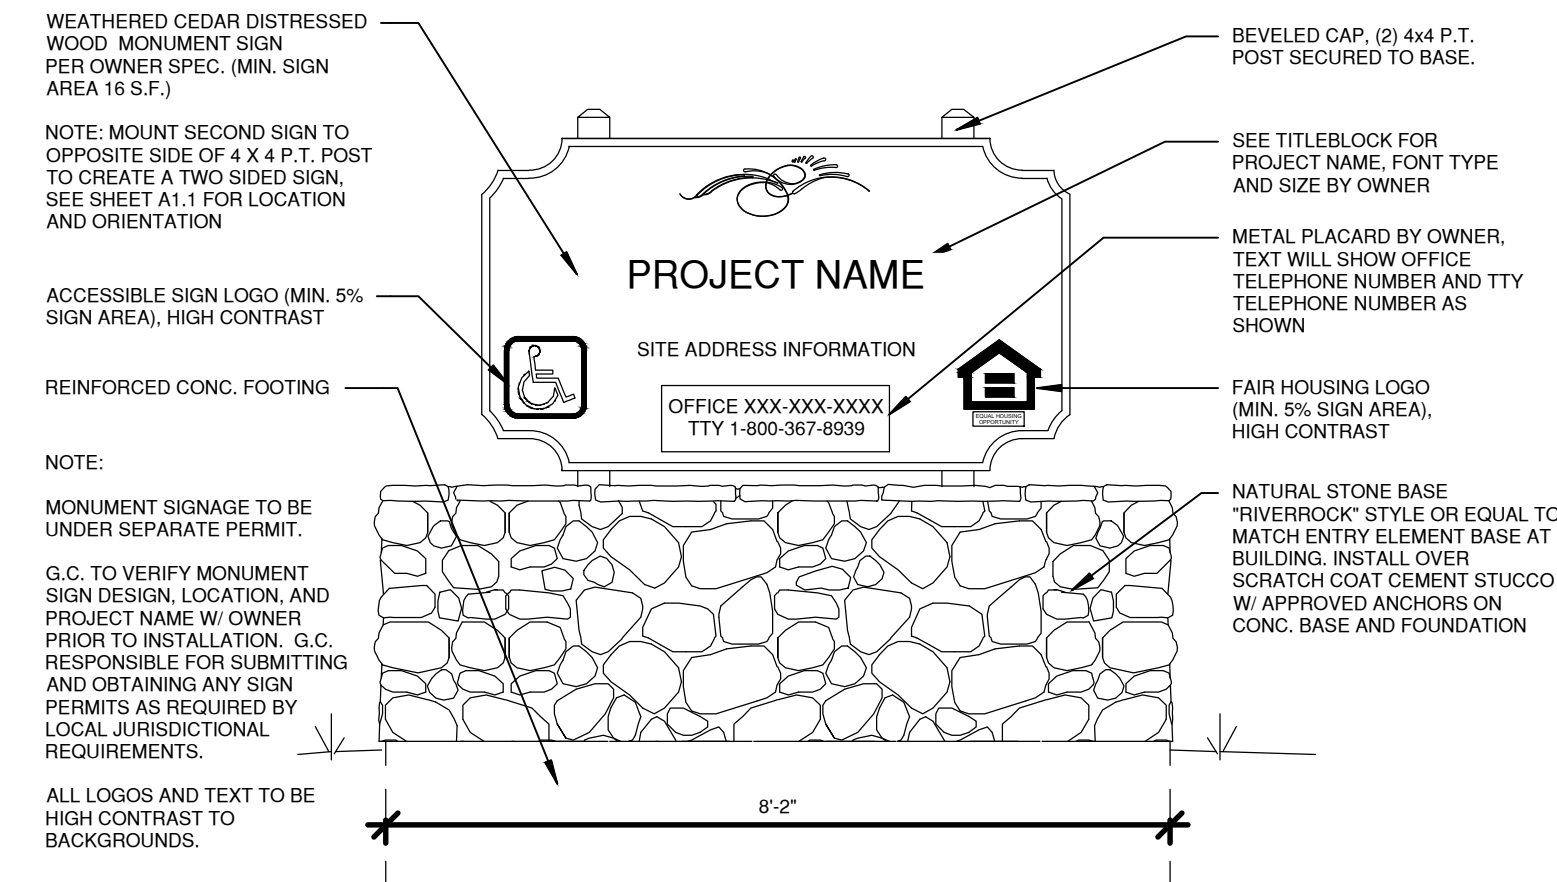 WEATHERED CEDAR DISTRESSED
WOOD MONUMENT SIGN
PER OWNER SPEC. (MIN. SIGN
AREA 16 S.F.)
NOTE: MOUNT SECOND SIGN TO
OPPOSITE SIDE OF 4 X 4 P.T. POST
TO CREATE A TWO SIDED SIGN,
SEE SHEET A1.1 FOR LOCATION
AND ORIENTATION
ACCESSIBLE SIGN LOGO (MIN. 5%
SIGN AREA), HIGH CONTRAST
REINFORCED CONC. FOOTING
NOTE:
MONUMENT SIGNAGE TO BE
UNDER SEPARATE PERMIT.
G.C. TO VERIFY MONUMENT
SIGN DESIGN, LOCATION, AND
PROJECT NAME W/ OWNER
PRIOR TO INSTALLATION. G.C.
RESPONSIBLE FOR SUBMITTING
AND OBTAINING ANY SIGN
PERMITS AS REQUIRED BY
LOCAL JURISDICTIONAL
REQUIREMENTS.
ALL LOGOS AND TEXT TO BE
HIGH CONTRAST TO
BACKGROUNDS.
PROJECT NAME
SITE ADDRESS INFORMATION
OFFICE XXX-XXX-XXXX
TTY 1-800-367-8939
EQUAL HOUSING
OPPORTUNITY
8'-2"
BEVELED CAP, (2) 4x4 P.T.
POST SECURED TO BASE.
SEE TITLEBLOCK FOR
PROJECT NAME, FONT TYPE
AND SIZE BY OWNER
METAL PLACARD BY OWNER,
TEXT WILL SHOW OFFICE
TELEPHONE NUMBER AND TTY
TELEPHONE NUMBER AS
SHOWN
FAIR HOUSING LOGO
(MIN. 5% SIGN AREA),
HIGH CONTRAST
NATURAL STONE BASE
"RIVERROCK" STYLE OR EQUAL TO
MATCH ENTRY ELEMENT BASE AT
BUILDING. INSTALL OVER
SCRATCH COAT CEMENT STUCCO
W/ APPROVED ANCHORS ON
CONC. BASE AND FOUNDATION